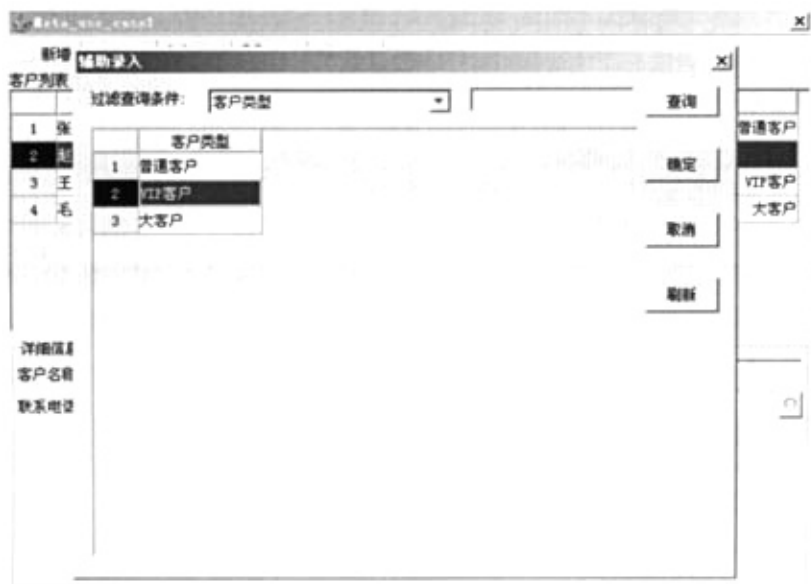 Meta_use_case1
新增
辅助录入
客户列表
过滤查询条件: 客户类型 查询
客户类型
1 普通客户
2 VIP客户
3 大客户
确定
取消
刷新
1 张 普通客户
2 赵
3 王 VIP客户
4 毛 大客户
详细信息
客户名称
联系电话